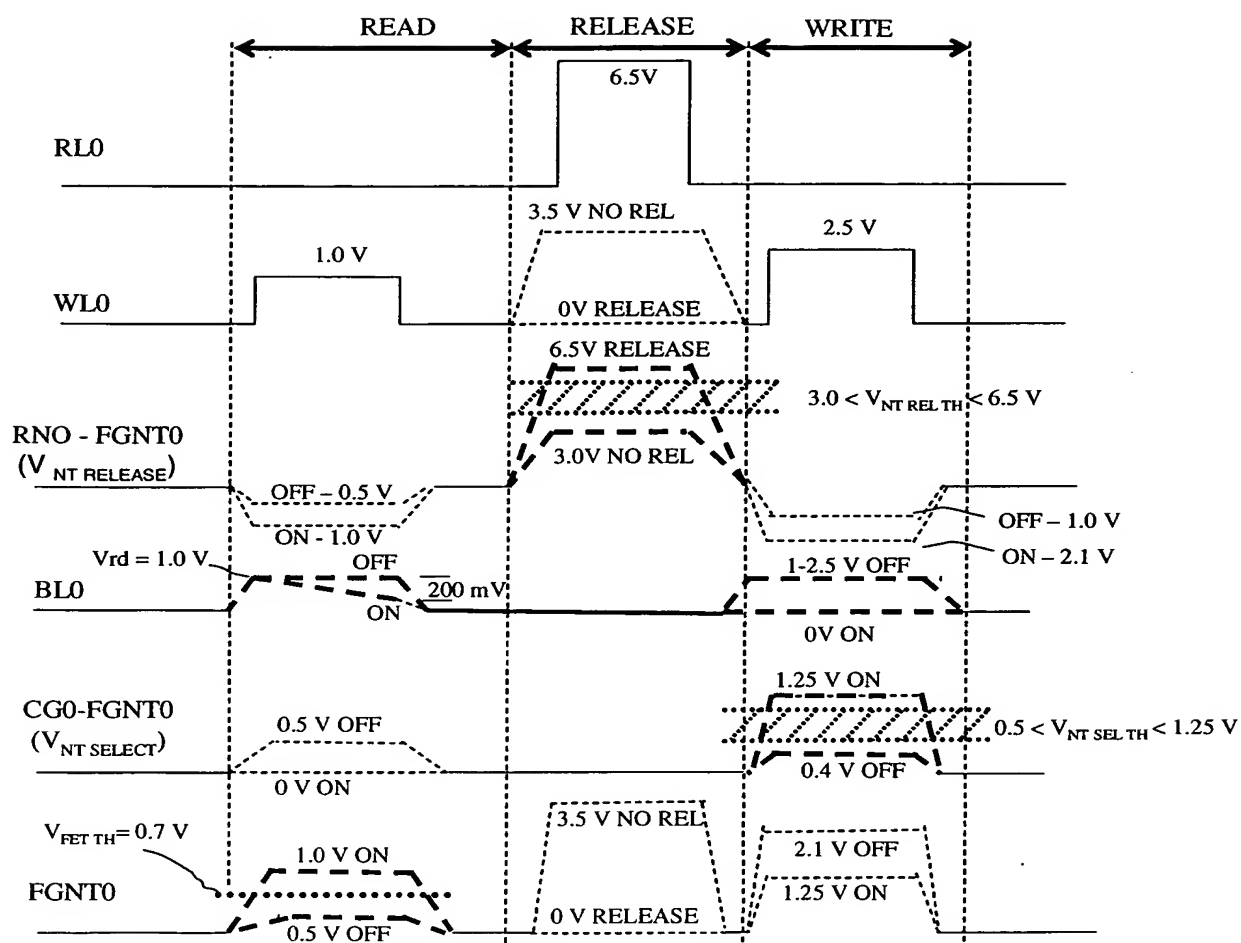 READ RELEASE WRITE
6.5V
RL0
3.5 V NO REL
2.5 V
1.0 V
WL0
0V RELEASE
6.5V RELEASE
3.0 < V NT REL TH < 6.5 V
RNO - FGNT0
(V NT RELEASE)
3.0V NO REL
OFF – 0.5 V
ON - 1.0 V
OFF – 1.0 V
ON – 2.1 V
Vrd = 1.0 V
OFF
1-2.5 V OFF
200 mV
BL0
ON
0V ON
1.25 V ON
CG0-FGNT0
(V NT SELECT)
0.5 V OFF
0.5 < V NT SEL TH < 1.25 V
0 V ON
0.4 V OFF
V FET TH = 0.7 V
3.5 V NO REL
1.0 V ON
2.1 V OFF
1.25 V ON
FGNT0
0.5 V OFF
0 V RELEASE